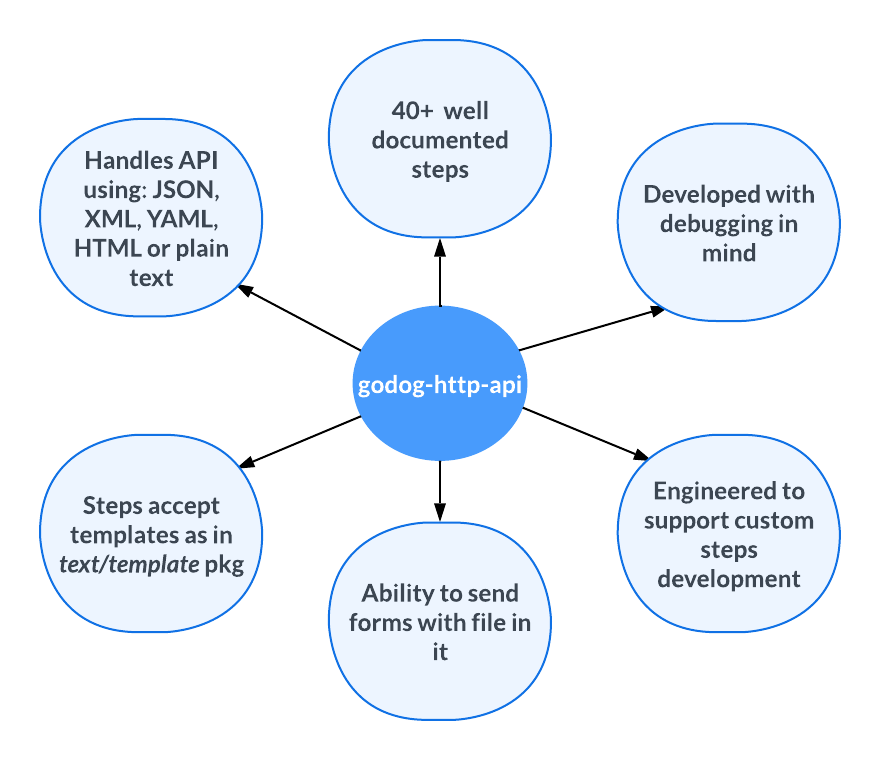 40+ well
documented
steps
Handles API
using: JSON,
XML, YAML,
HTML or plain
text
Developed with
debugging in
mind
godog-http-api
Steps accept
templates as in
text/template pkg
Engineered to
support custom
steps
development
Ability to send
forms with file in
it